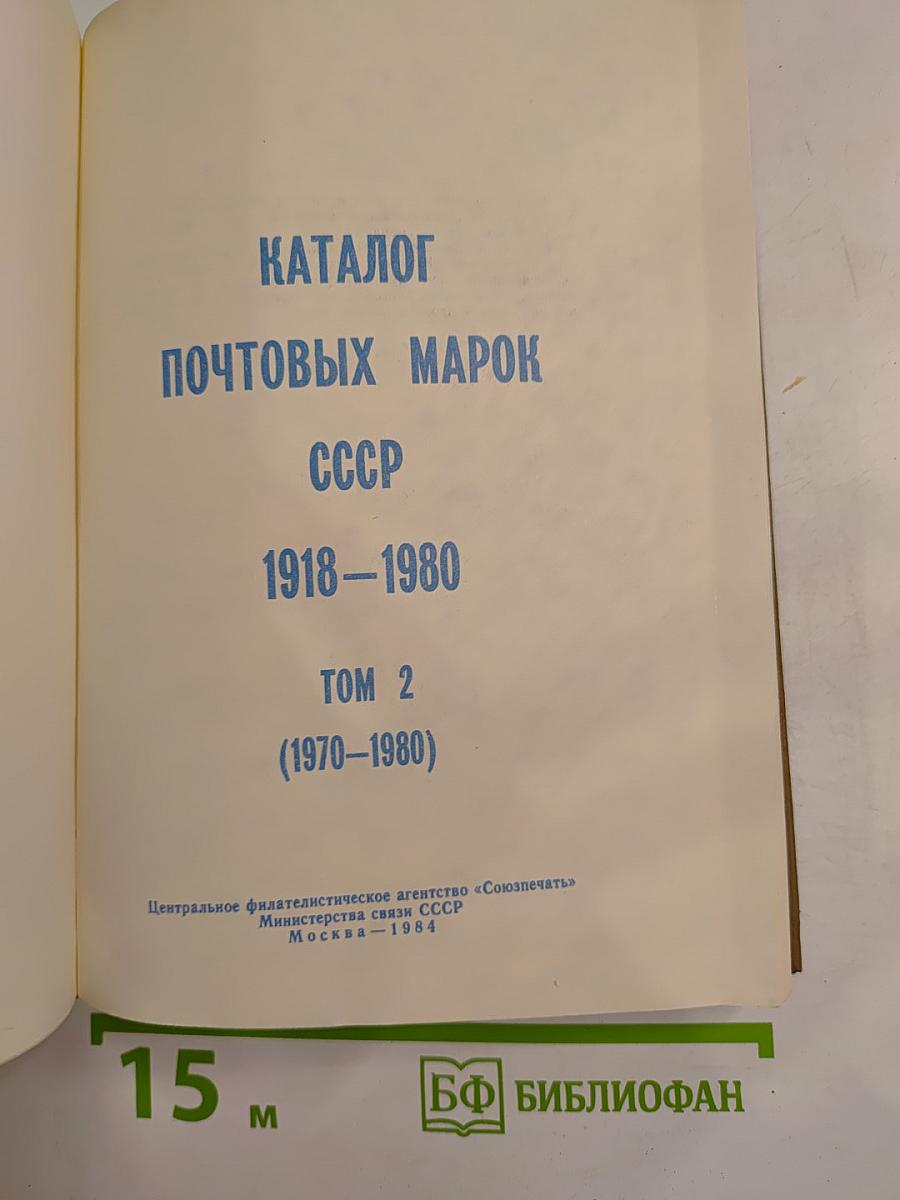 КАТАЛОГ
ПОЧТОВЫХ МАРОК
СССР
1918—1980
ТОМ 2
(1970—1980)
Центральное филателистическое агентство «Союзпечать»
Министерства связи СССР
Москва—1984
15 м
БФ БИБЛИОФАН